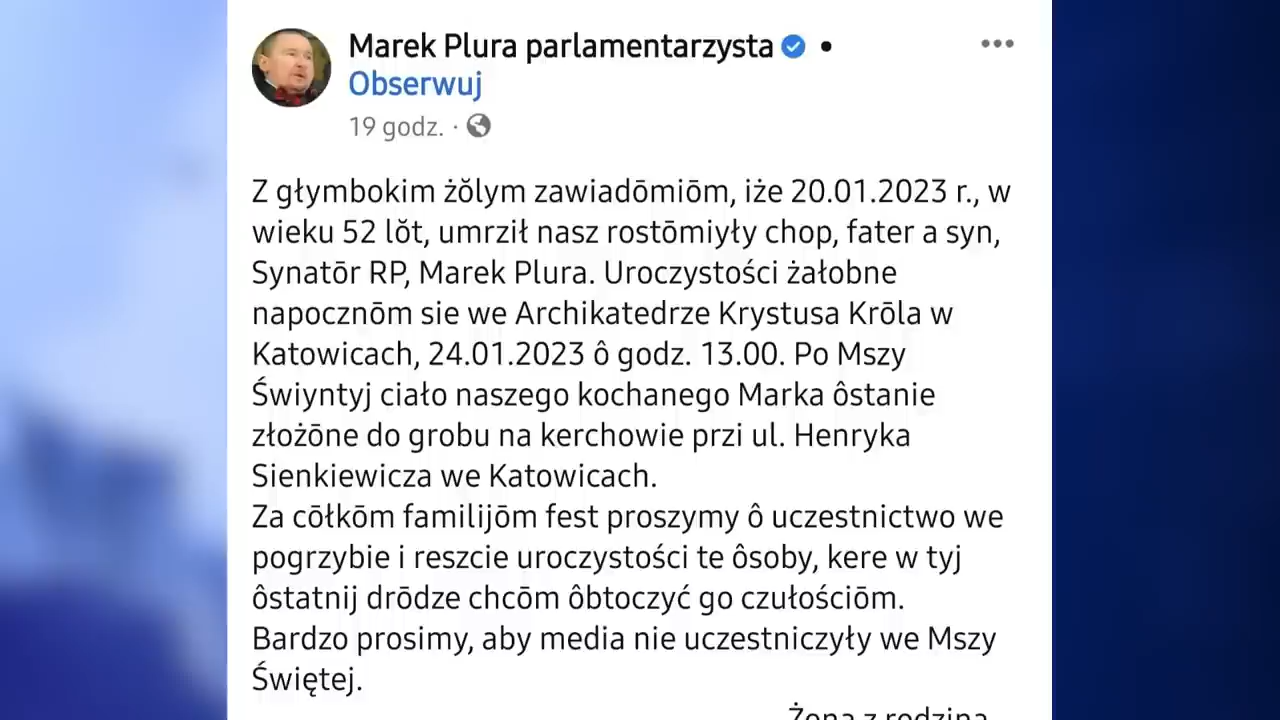 Marek Plura parlamentarzysta •
Obserwuj
19 godz. ·
Z głymbokim żŏlym zawiadōmiōm, iże 20.01.2023 r., w
wieku 52 lŏt, umrził nasz rostōmiyły chop, fater a syn,
Synatōr RP, Marek Plura. Uroczystości żałobne
napocznōm sie we Archikatedrze Krystusa Krōla w
Katowicach, 24.01.2023 ô godz. 13.00. Po Mszy
Świyntyj ciało naszego kochanego Marka ôstanie
złożōne do grobu na kerchowie przi ul. Henryka
Sienkiewicza we Katowicach.
Za cōłkōm familijōm fest proszymy ô uczestnictwo we
pogrzybie i reszcie uroczystości te ôsoby, kere w tyj
ôstatnij drōdze chcōm ôbtoczyć go czułościōm.
Bardzo prosimy, aby media nie uczestniczyły we Mszy
Świętej.
Żona z rodziną